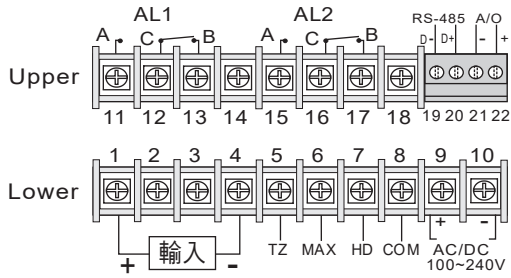 AL1 AL2 RS-485 A/O
A C B A C B D- D+ - +
Upper
11 12 13 14 15 16 17 18 19 20 21 22
1 2 3 4 5 6 7 8 9 10
Lower
+ 輸入 - TZ MAX HD COM + -
AC/DC
100~240V